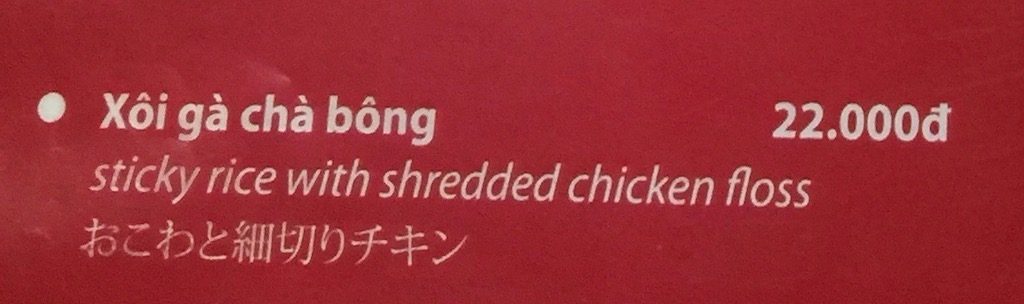 Xôi gà chà bông 22.000đ
sticky rice with shredded chicken floss
おこわと細切りチキン